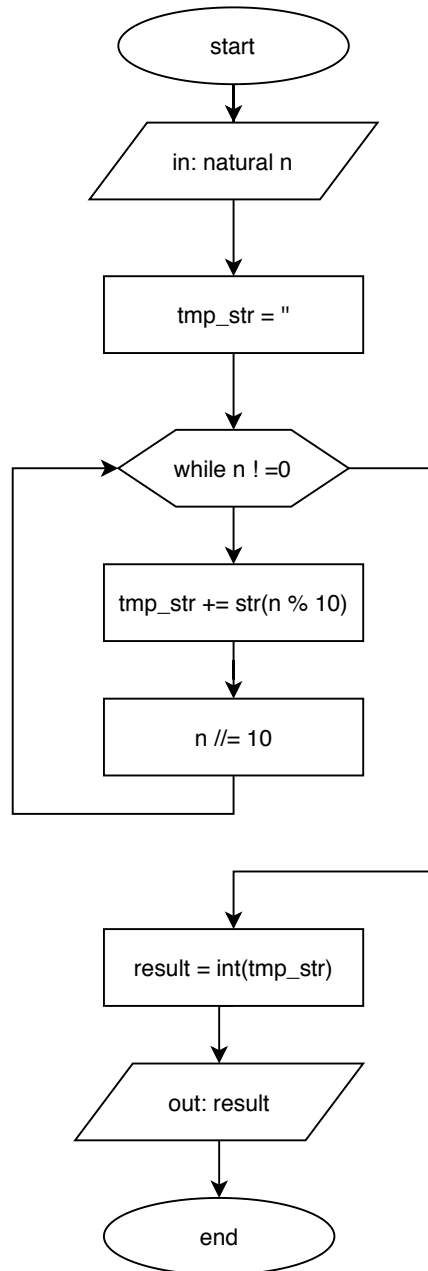 start
in: natural n
tmp_str = "
while n ! =0
tmp_str += str(n % 10)
n //= 10
result = int(tmp_str)
out: result
end